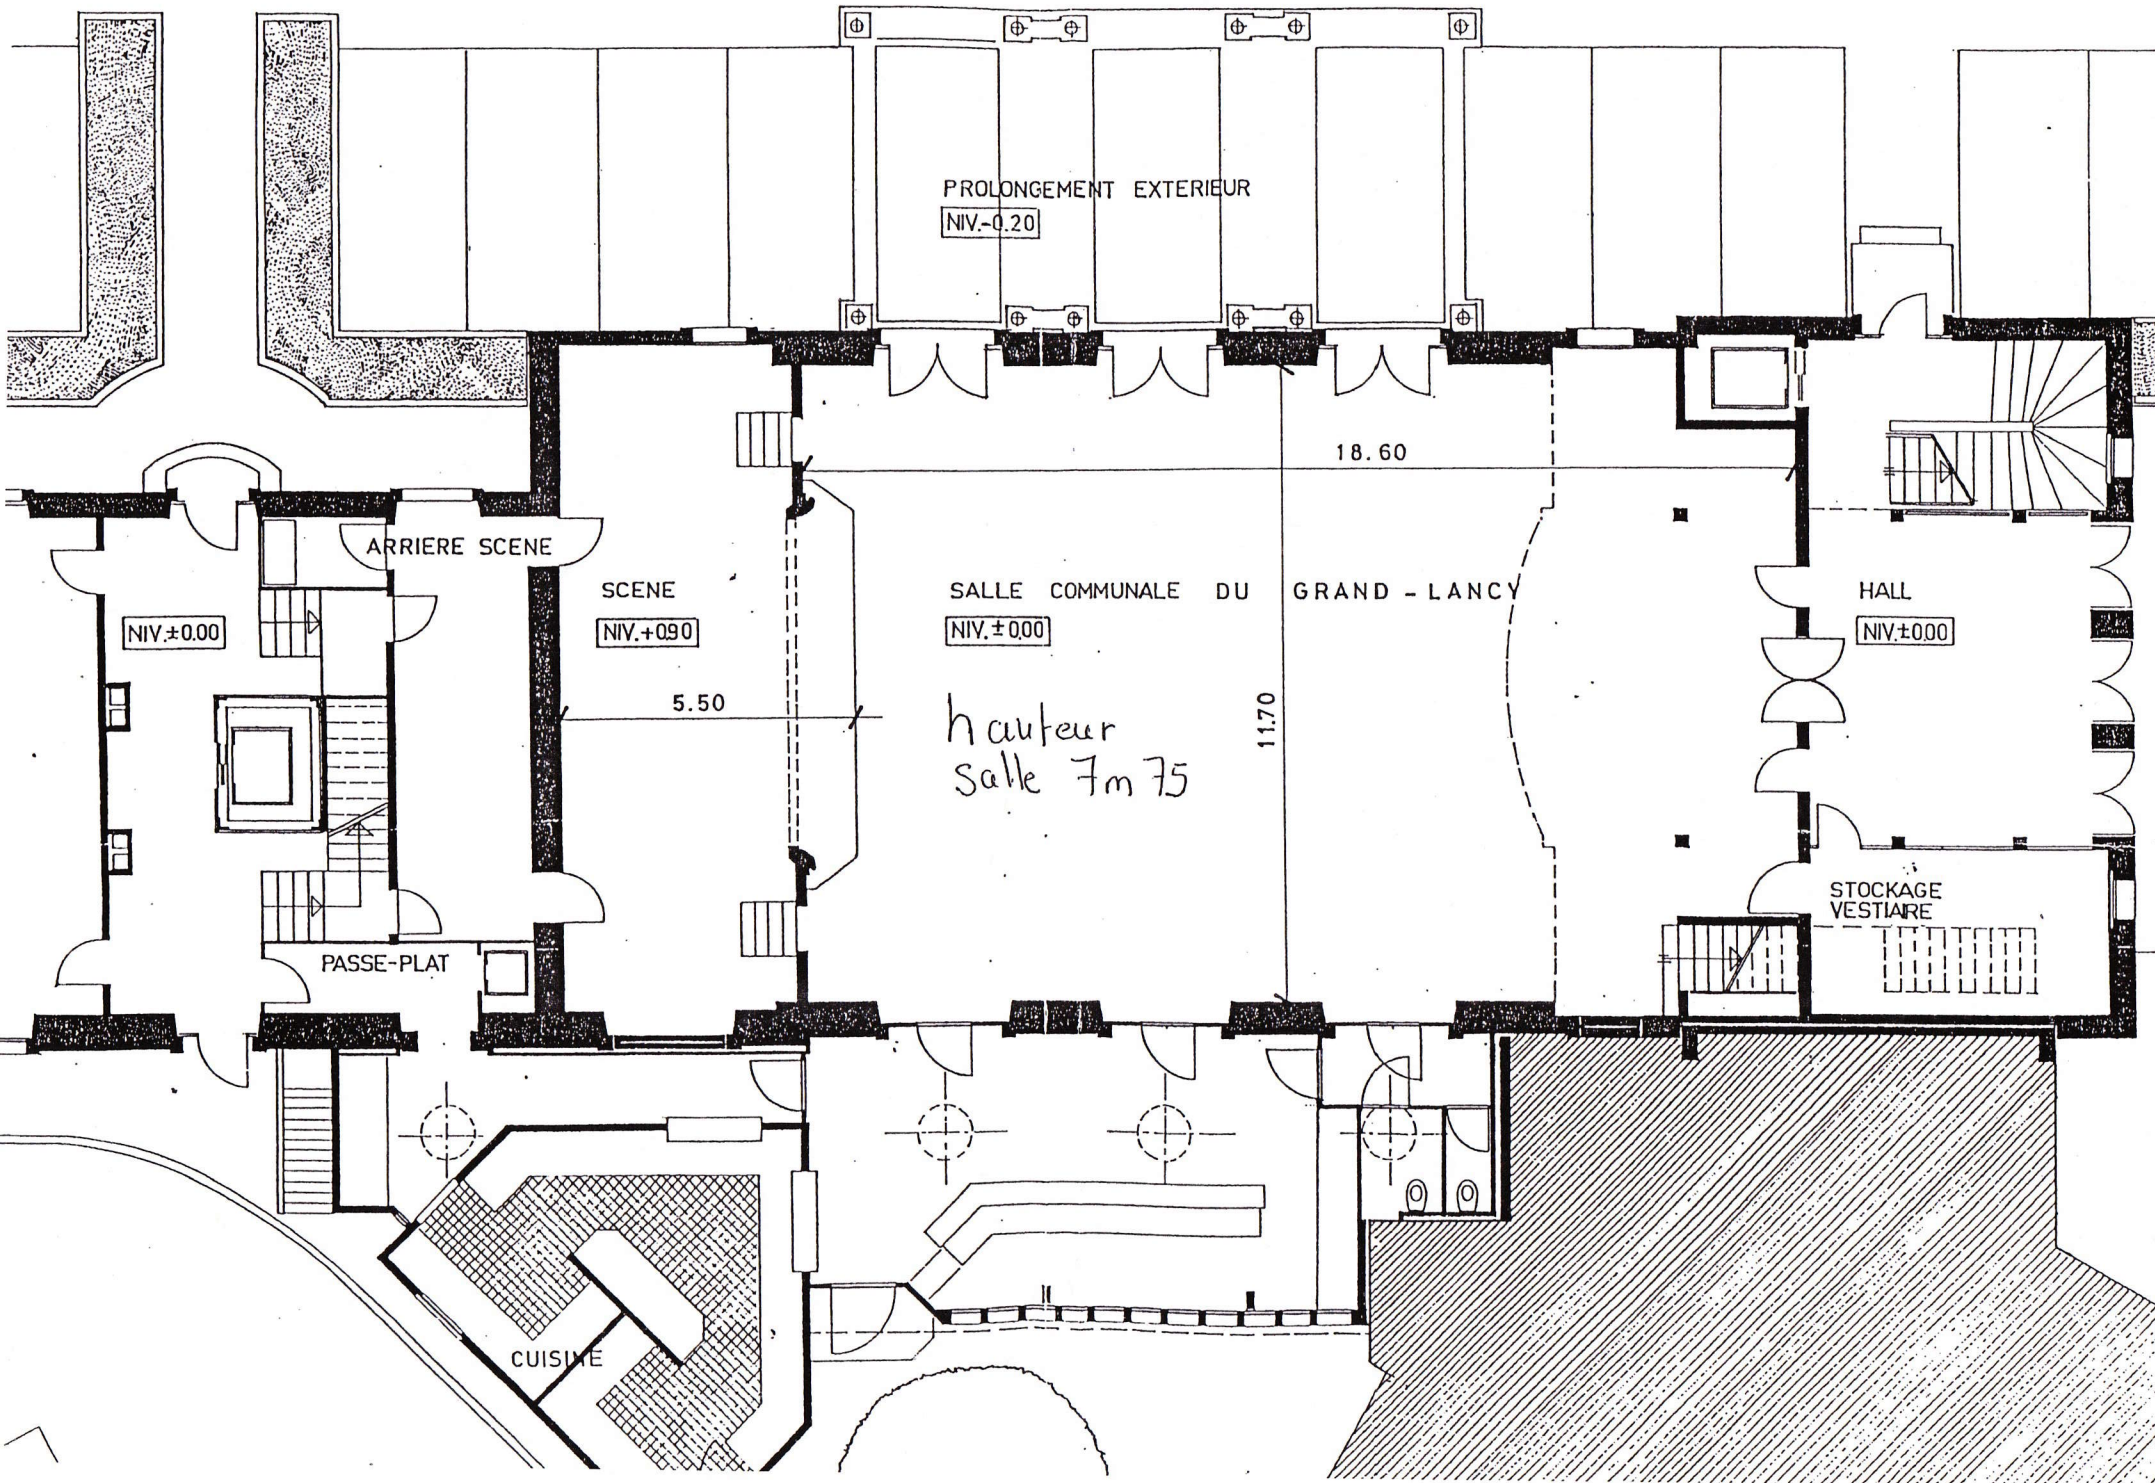 PROLONGEMENT EXTERIEUR
NIV.-0.20
18.60
ARRIERE SCENE
SCENE
NIV.+0.90
SALLE COMMUNALE DU GRAND-LANCY
NIV.±0.00
HALL
NIV.±0.00
NIV.±0.00
5.50
11.70
hauteur
salle 7m75
STOCKAGE
VESTIAIRE
PASSE-PLAT
CUISINE